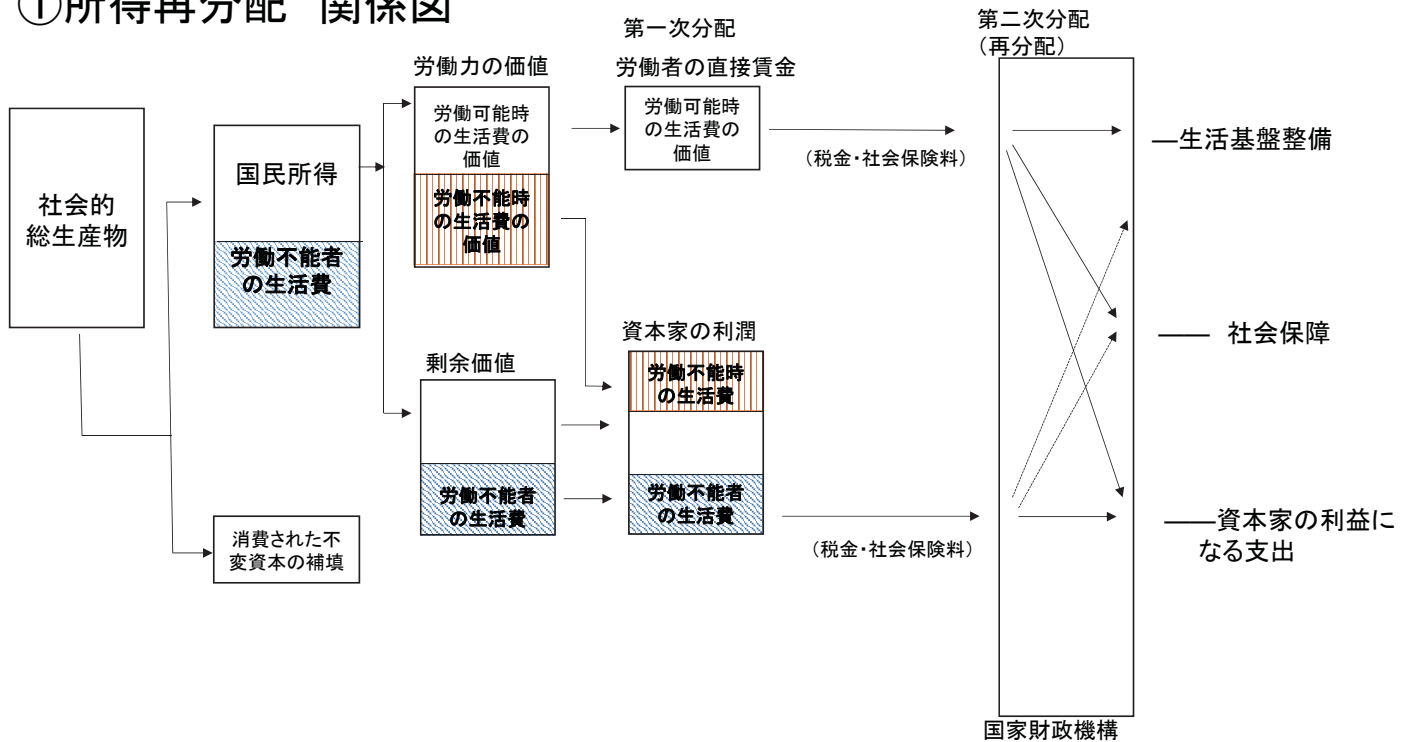 ①所得再分配 関係図
第一次分配
第二次分配
（再分配）
労働力の価値
労働者の直接賃金
労働可能時
の生活費の
価値
労働可能時
の生活費の
価値
（税金・社会保険料）
―生活基盤整備
社会的
総生産物
国民所得
労働不能者
の生活費
労働不能時
の生活費の
価値
資本家の利潤
労働不能時
の生活費
―― 社会保障
剰余価値
労働不能者
の生活費
労働不能者
の生活費
（税金・社会保険料）
――資本家の利益に
なる支出
消費された不
変資本の補填
国家財政機構